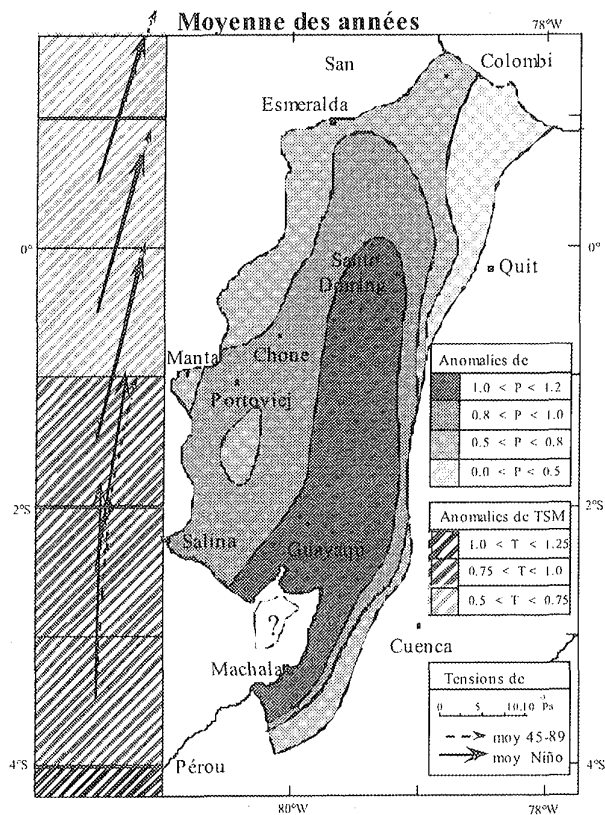 Moyenne des années
78°W
San
Colombi
Esmeralda
0°
0°
Santo
Doming
Quit
Manta
Chone
Portoviej
Anomalies de
1.0 < P < 1.2
0.8 < P < 1.0
0.5 < P < 0.8
0.0 < P < 0.5
2°S
2°S
Salina
Guayaqu
Anomalies de TSM
1.0 < T < 1.25
0.75 < T < 1.0
0.5 < T < 0.75
?
Cuenca
Machala
Tensions de
0 5 10.10⁻³ Pa
moy 45-89
moy Niño
Pérou
4°S
4°S
80°W
78°W